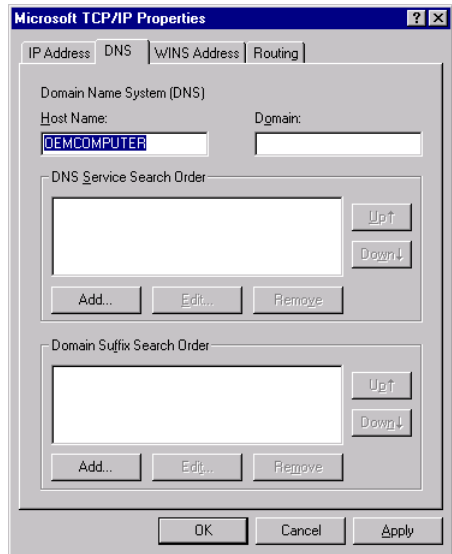 Microsoft TCP/IP Properties
IP Address DNS WINS Address Routing
Domain Name System (DNS)
Host Name: Domain:
OEMCOMPUTER
DNS Service Search Order
Up↑
Down↓
Add... Edit... Remove
Domain Suffix Search Order
Up↑
Down↓
Add... Edit... Remove
OK Cancel Apply